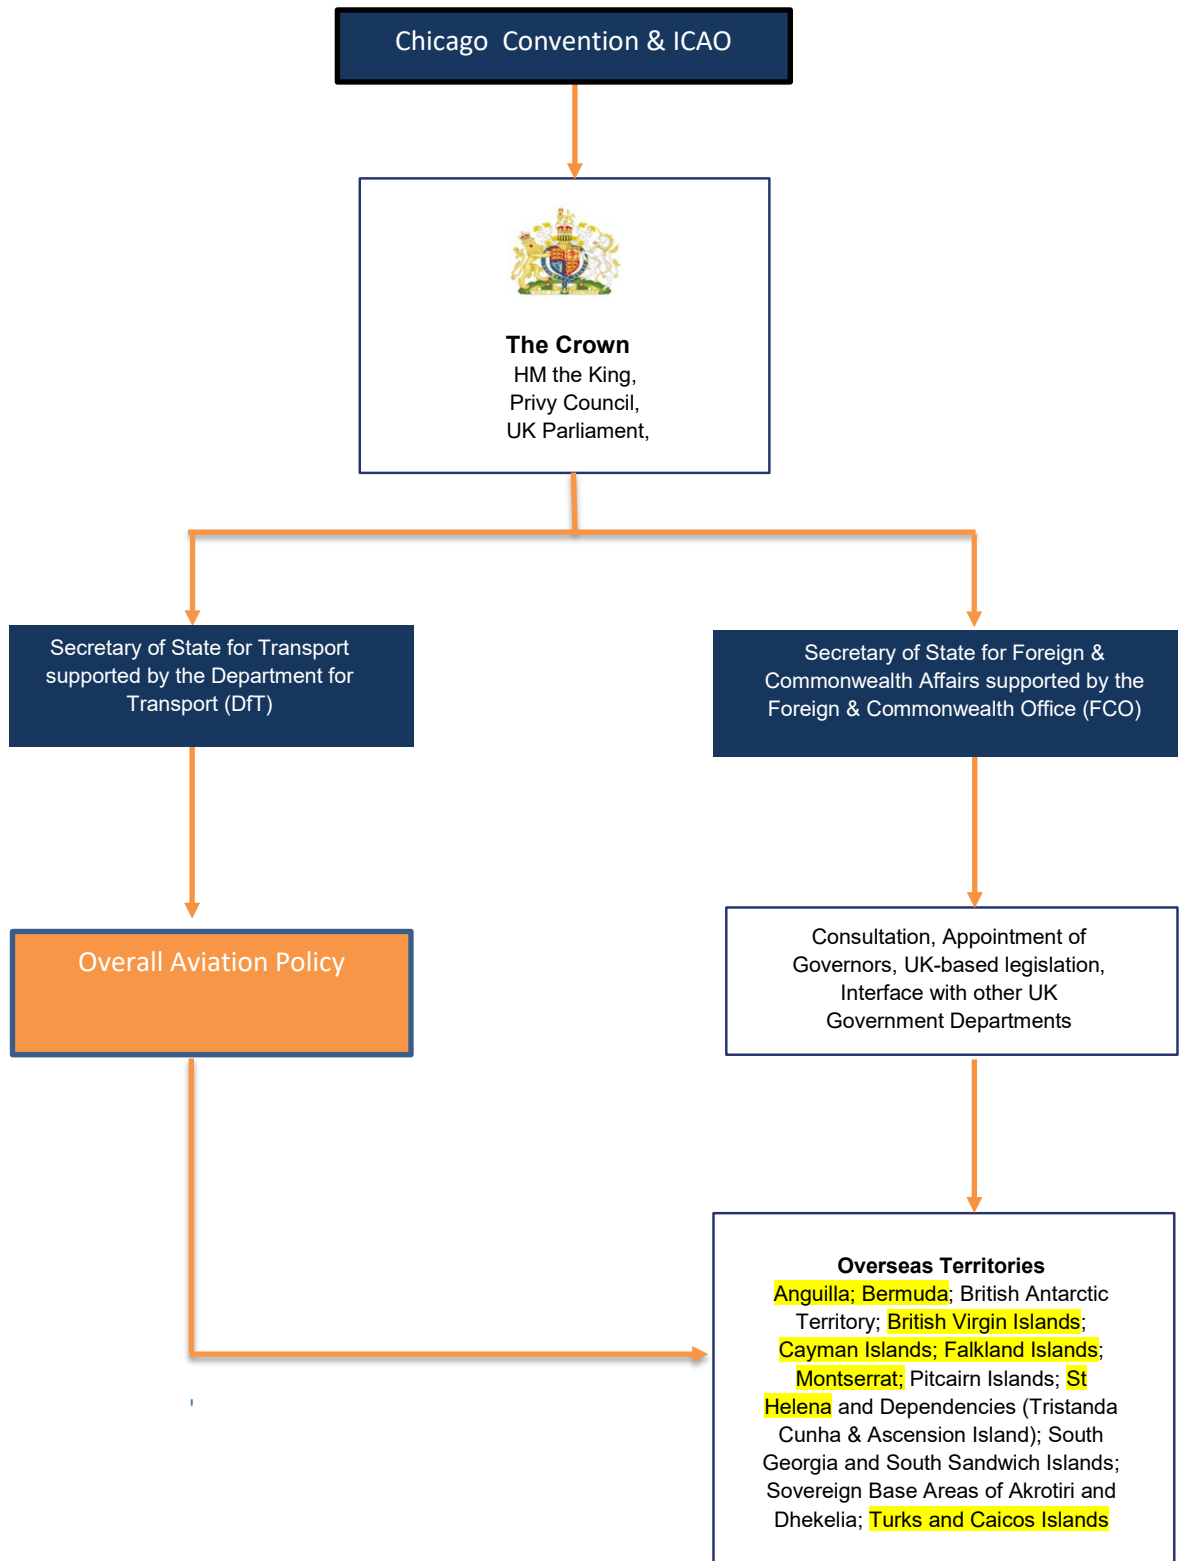 Chicago Convention & ICAO
The Crown
HM the King,
Privy Council,
UK Parliament,
Secretary of State for Transport
supported by the Department for
Transport (DfT)
Secretary of State for Foreign &
Commonwealth Affairs supported by the
Foreign & Commonwealth Office (FCO)
Overall Aviation Policy
Consultation, Appointment of
Governors, UK-based legislation,
Interface with other UK
Government Departments
Overseas Territories
Anguilla; Bermuda; British Antarctic
Territory; British Virgin Islands;
Cayman Islands; Falkland Islands;
Montserrat; Pitcairn Islands; St
Helena and Dependencies (Tristanda
Cunha & Ascension Island); South
Georgia and South Sandwich Islands;
Sovereign Base Areas of Akrotiri and
Dhekelia; Turks and Caicos Islands